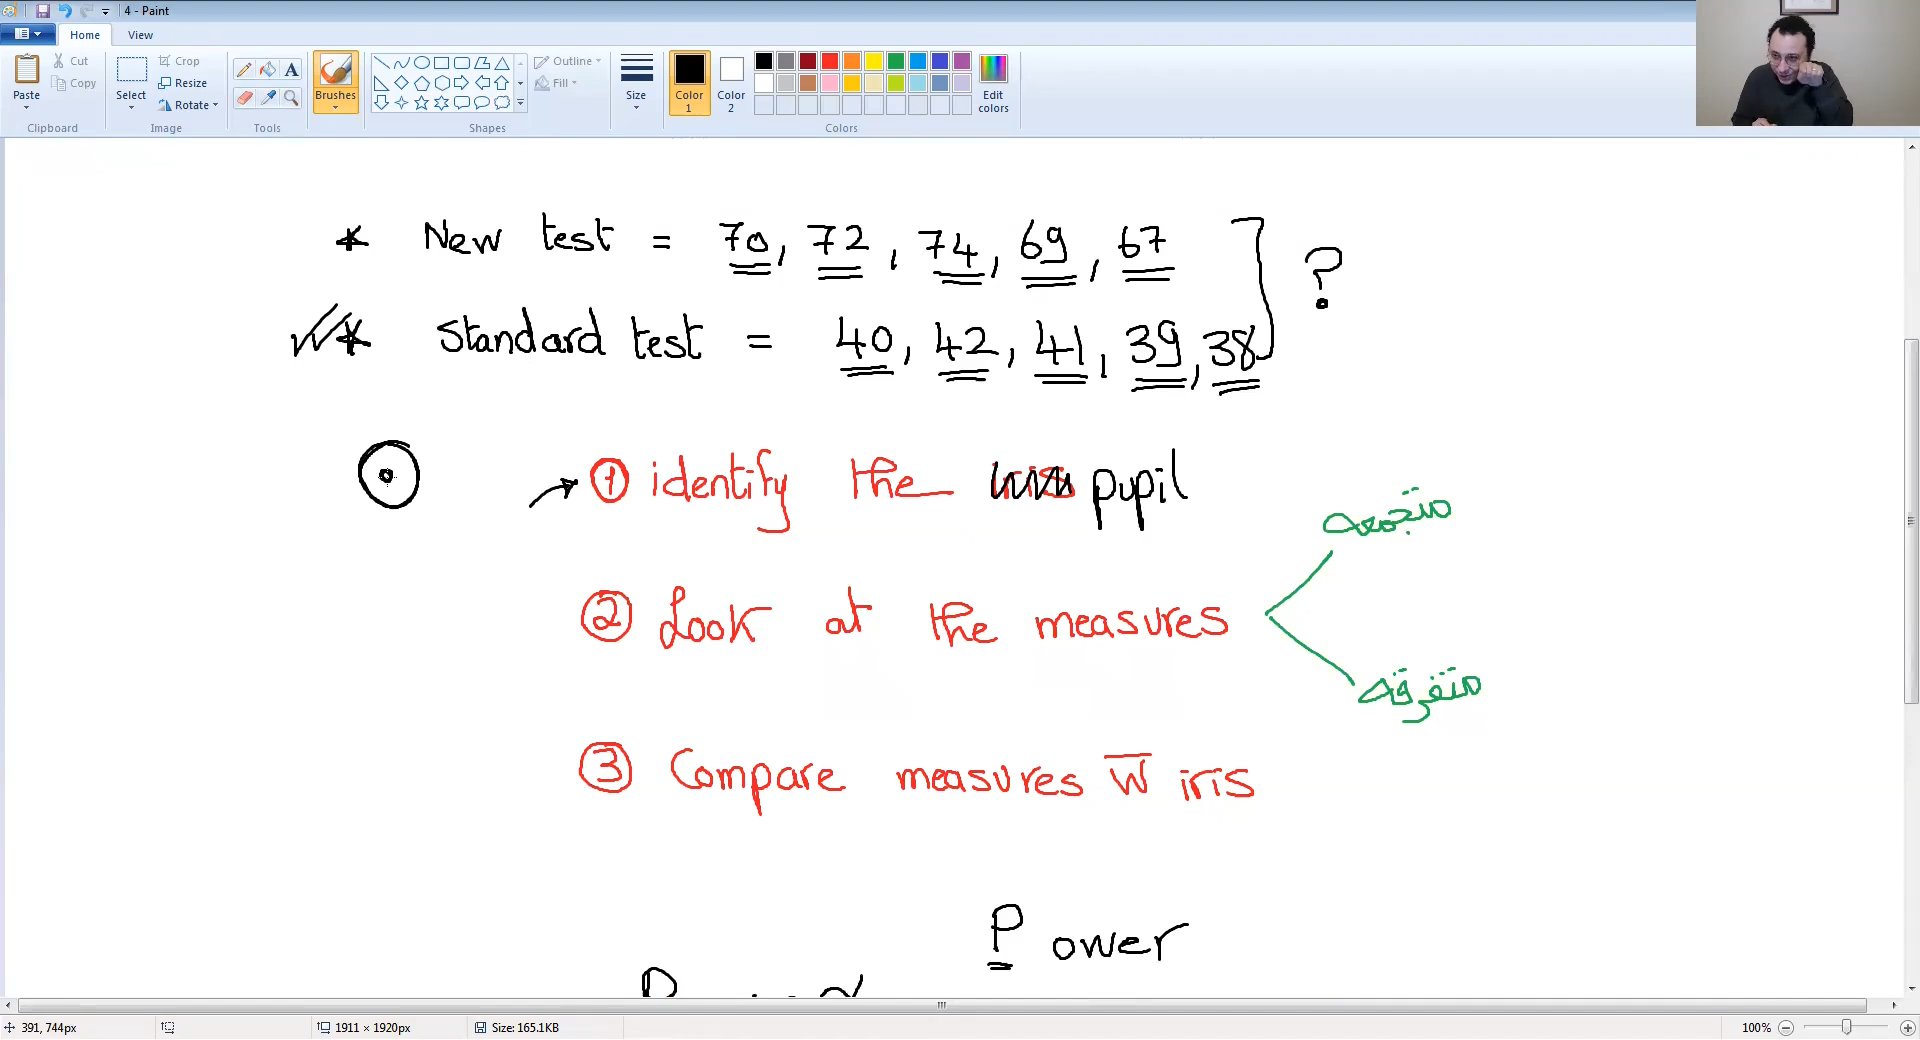 4 - Paint
Home View
Paste Cut Copy Clipboard
Select Crop Resize Rotate Image
Tools
Brushes
Outline Fill Shapes
Size
Color 1 Color 2 Edit colors Colors
* New test = 70, 72, 74, 69, 67
* Standard test = 40, 42, 41, 39, 38 ?
① identify the iris pupil
متجمعه
② Look at the measures
متفرقه
③ Compare measures w̅ iris
Power
391, 744px 1911 × 1920px Size: 165.1KB 100%